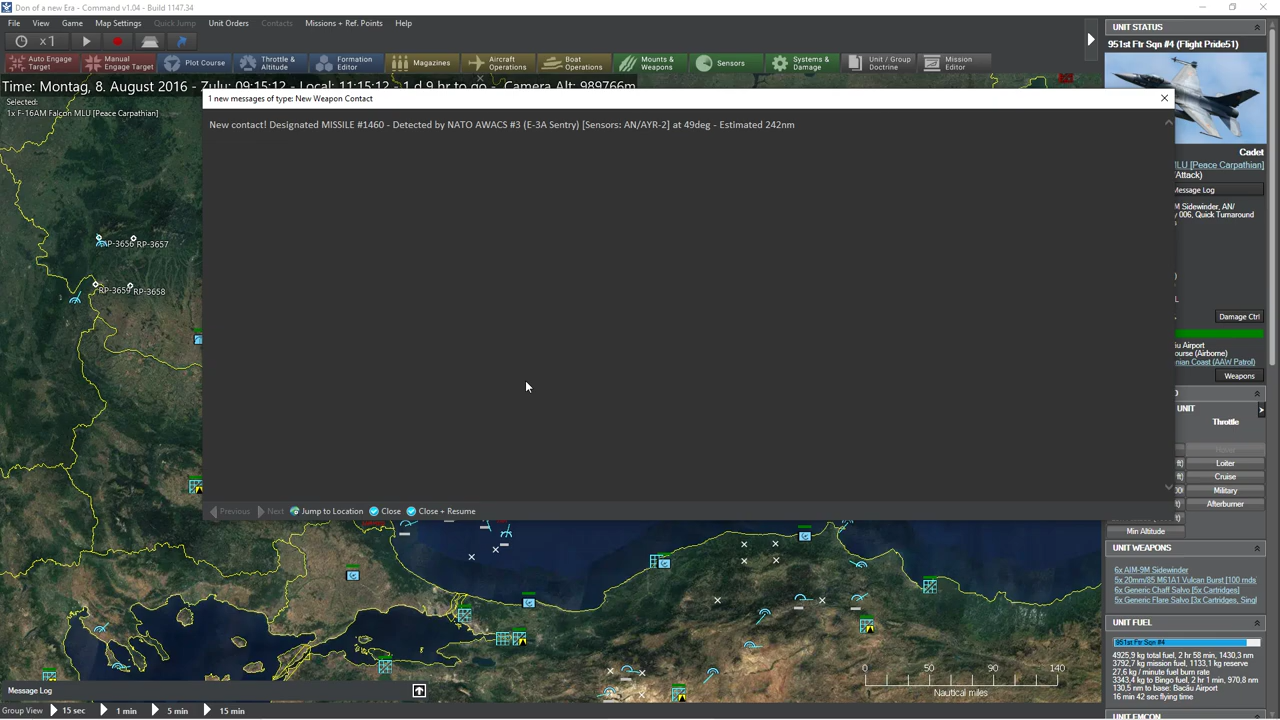 Don of a new Era - Command v1.04 - Build 1147.34
File View Game Map Settings Quick Jump Unit Orders Contacts Missions + Ref. Points Help
x1
Auto Engage Target
Manual Engage Target
Plot Course
Throttle & Altitude
Formation Editor
Magazines
Aircraft Operations
Boat Operations
Mounts & Weapons
Sensors
Systems & Damage
Unit / Group Doctrine
Mission Editor
Time: Montag, 8. August 2016 - Zulu: 09:15:12 - Local: 11:15:12 - 1 d 9 hr to go - Camera Alt: 989766m
Selected:
1x F-16AM Falcon MLU [Peace Carpathian]
1 new messages of type: New Weapon Contact
New contact! Designated MISSILE #1460 - Detected by NATO AWACS #3 (E-3A Sentry) [Sensors: AN/AYR-2] at 49deg - Estimated 242nm
RP-3657
RP-3659
RP-3658
Previous Next Jump to Location Close Close + Resume
UNIT STATUS
951st Ftr Sqn #4 (Flight Pride51)
Cadet
MLU [Peace Carpathian]
Attack)
Message Log
M Sidewinder, AN/
006, Quick Turnaround
Damage Ctrl
u Airport
ourse (Airborne)
nian Coast (AAW Patrol)
Weapons
UNIT
Throttle
Loiter
Cruise
Military
Afterburner
Min Altitude
UNIT WEAPONS
6x AIM-9M Sidewinder
5x 20mm/85 M61A1 Vulcan Burst [100 rnds
6x Generic Chaff Salvo [5x Cartridges]
5x Generic Flare Salvo [3x Cartridges, Singl
UNIT FUEL
951st Ftr Sqn #4
4925,9 kg total fuel, 2 hr 58 min, 1430,3 nm
3792,7 kg mission fuel, 1133,1 kg reserve
27,6 kg / minute fuel burn rate
3343,4 kg to Bingo fuel, 2 hr 1 min, 970,8 nm
130,5 nm to base: Bacău Airport
16 min 42 sec flying time
UNIT EMCON
0 50 90 140
Nautical miles
Message Log
Group View 15 sec 1 min 5 min 15 min